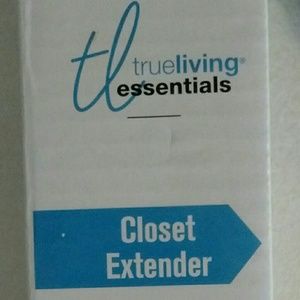 tl
trueliving®
essentials
Closet
Extender